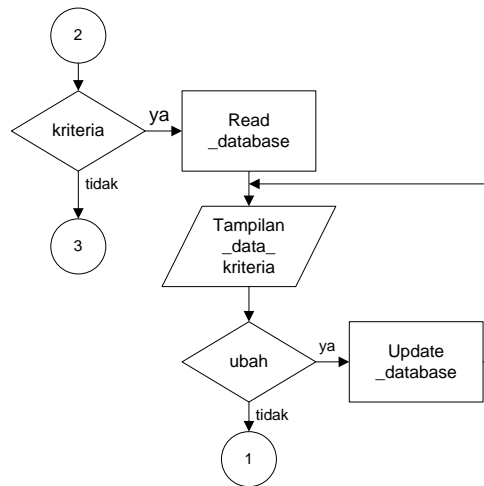 2
kriteria
ya
Read
_database
tidak
3
Tampilan
_data_
kriteria
ubah
ya
Update
_database
tidak
1